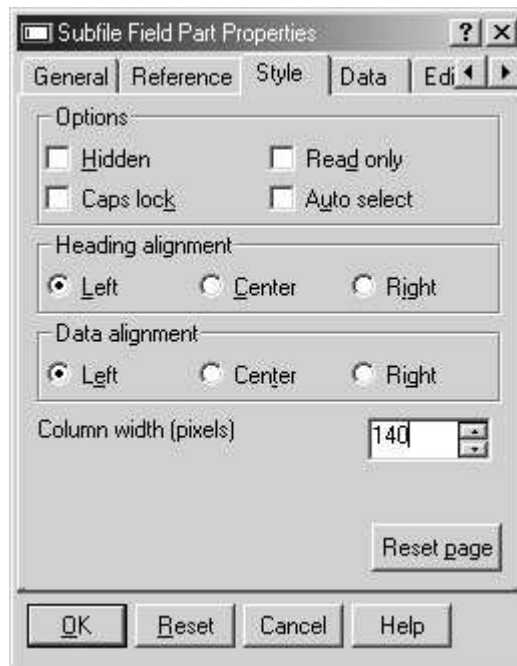 Subfile Field Part Properties ? ×
General Reference Style Data Edi
Options
Hidden Read only
Caps lock Auto select
Heading alignment
Left Center Right
Data alignment
Left Center Right
Column width (pixels) 140
Reset page
OK Reset Cancel Help